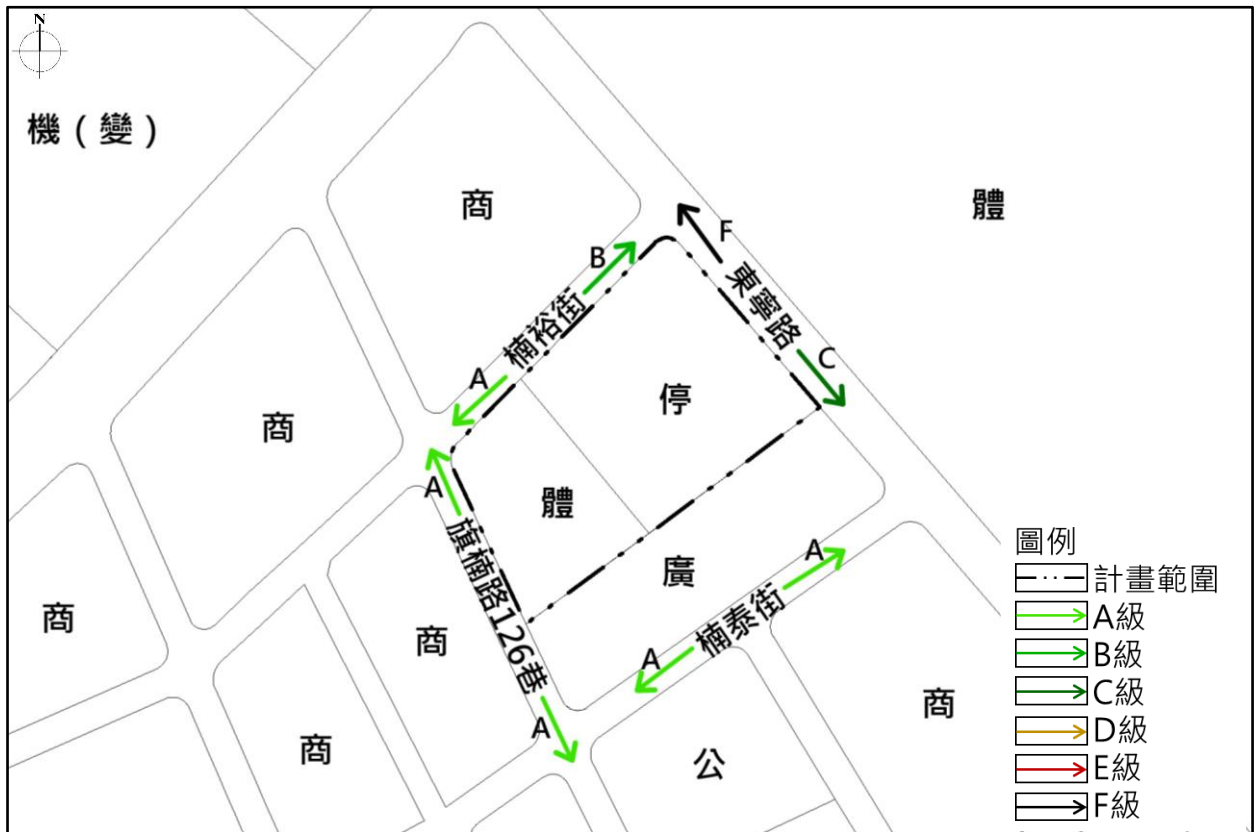 N
機（變）
商
體
F
B
東寧路
楠裕街
C
A
停
商
A
體
旗楠路126巷
廣
A
楠泰街
A
商
商
商
A
商
公
圖例
計畫範圍
A級
B級
C級
D級
E級
F級